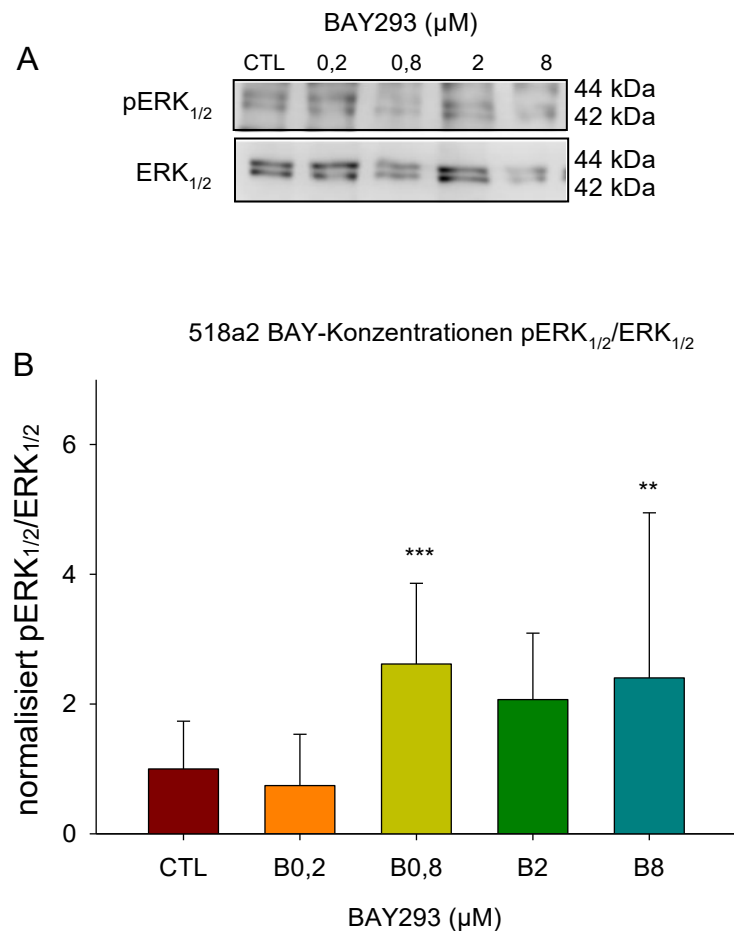 BAY293 (µM)
A
CTL 0,2 0,8 2 8
pERK1/2
44 kDa
42 kDa
ERK1/2
44 kDa
42 kDa
518a2 BAY-Konzentrationen pERK1/2/ERK1/2
B
normalisiert pERK1/2/ERK1/2
6
4
2
0
***
**
CTL B0,2 B0,8 B2 B8
BAY293 (µM)